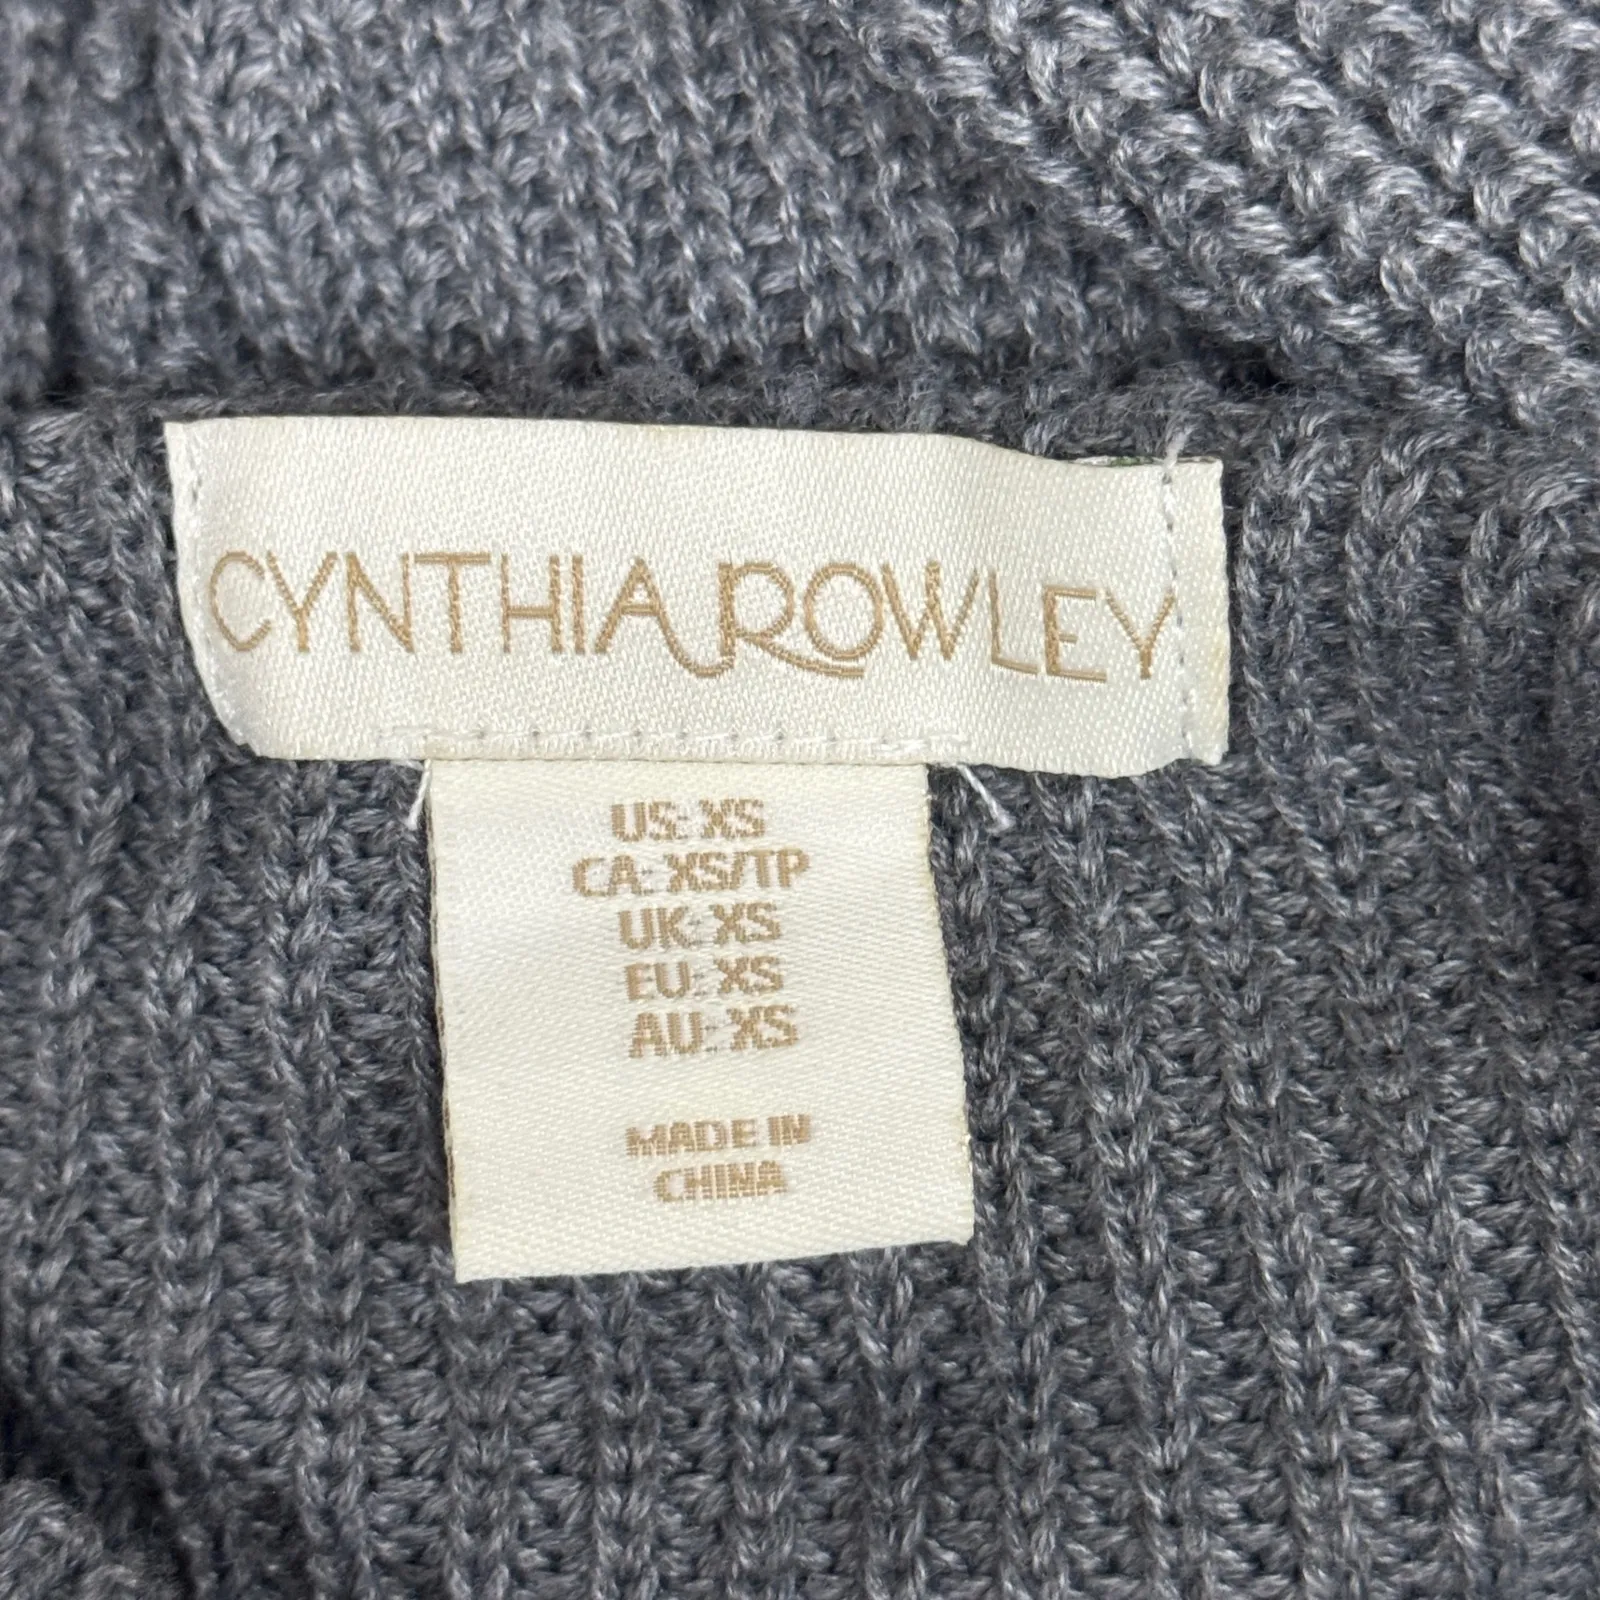 CYNTHIA ROWLEY
US: XS
CA: XS/TP
UK: XS
EU: XS
AU: XS
MADE IN
CHINA